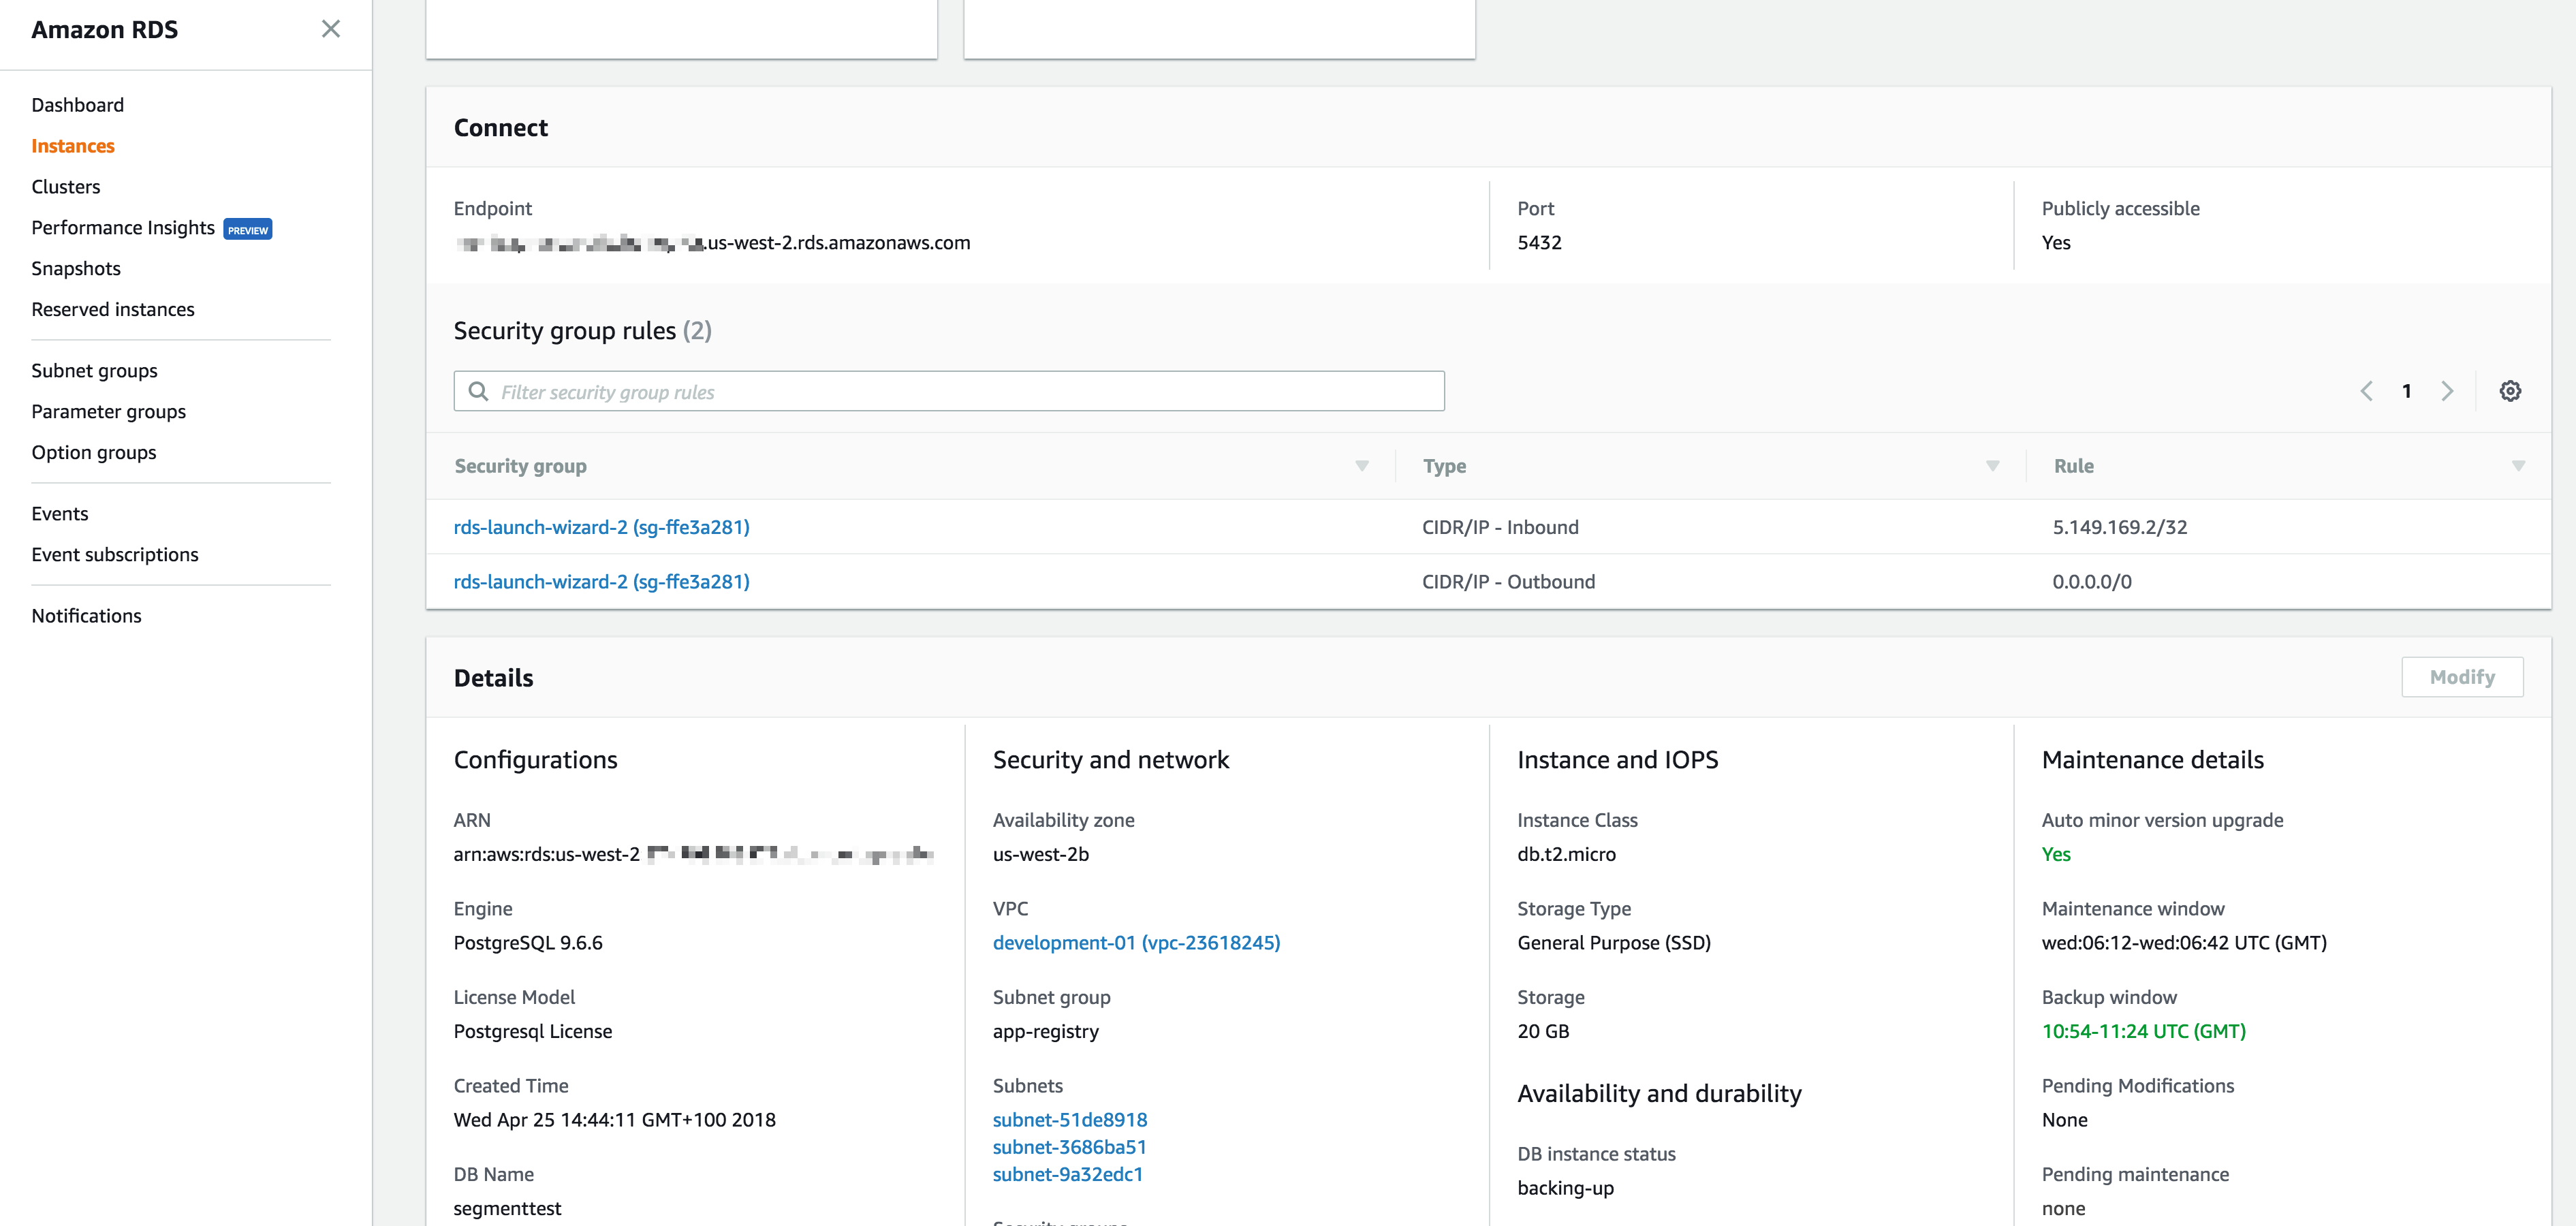 Amazon RDS
Dashboard
Instances
Clusters
Performance Insights PREVIEW
Snapshots
Reserved instances
Subnet groups
Parameter groups
Option groups
Events
Event subscriptions
Notifications
Connect
Endpoint
.us-west-2.rds.amazonaws.com
Port
5432
Publicly accessible
Yes
Security group rules (2)
Filter security group rules
1
Security group Type Rule
rds-launch-wizard-2 (sg-ffe3a281) CIDR/IP - Inbound 5.149.169.2/32
rds-launch-wizard-2 (sg-ffe3a281) CIDR/IP - Outbound 0.0.0.0/0
Details
Modify
Configurations
ARN
arn:aws:rds:us-west-2
Engine
PostgreSQL 9.6.6
License Model
Postgresql License
Created Time
Wed Apr 25 14:44:11 GMT+100 2018
DB Name
segmenttest
Security and network
Availability zone
us-west-2b
VPC
development-01 (vpc-23618245)
Subnet group
app-registry
Subnets
subnet-51de8918
subnet-3686ba51
subnet-9a32edc1
Instance and IOPS
Instance Class
db.t2.micro
Storage Type
General Purpose (SSD)
Storage
20 GB
Availability and durability
DB instance status
backing-up
Maintenance details
Auto minor version upgrade
Yes
Maintenance window
wed:06:12-wed:06:42 UTC (GMT)
Backup window
10:54-11:24 UTC (GMT)
Pending Modifications
None
Pending maintenance
none